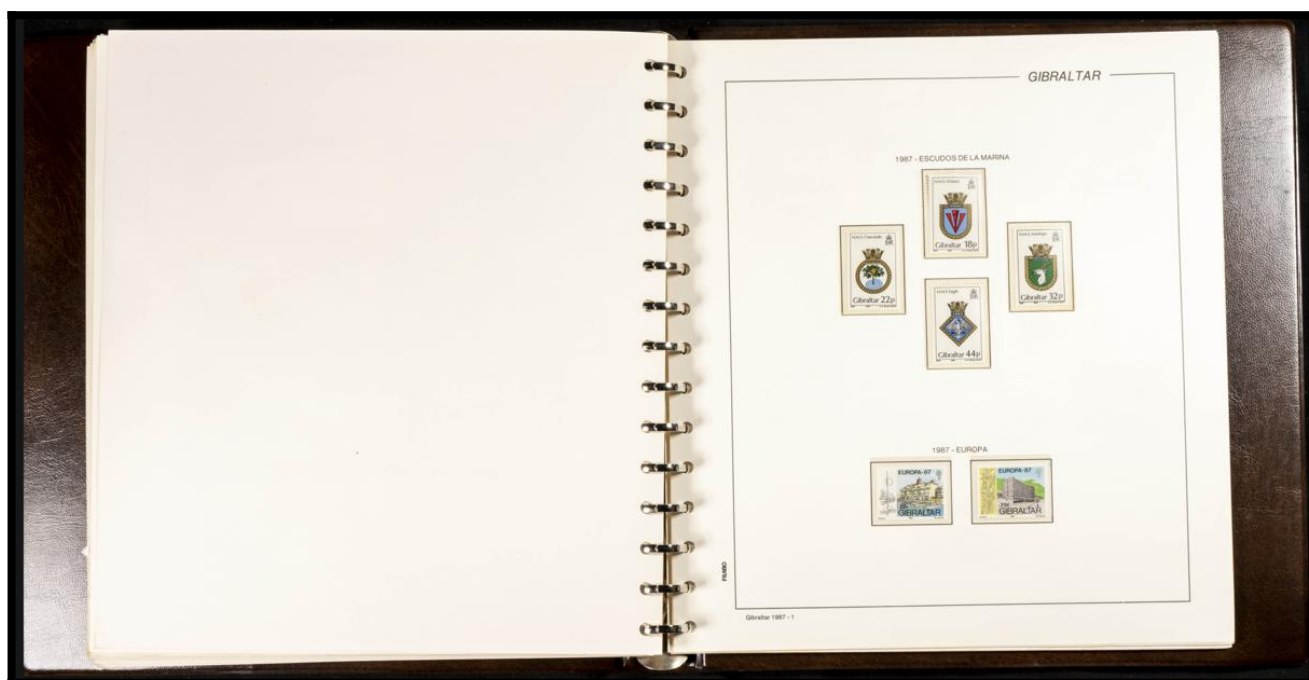 GIBRALTAR
1987 - ESCUDOS DE LA MARINA
Gibraltar 18p
Gibraltar 22p
Gibraltar 32p
H.M.S. Eagle
Gibraltar 44p
1987 - EUROPA
EUROPA-87
GIBRALTAR
EUROPA-87
GIBRALTAR
FILABO
Gibraltar 1987 - 1